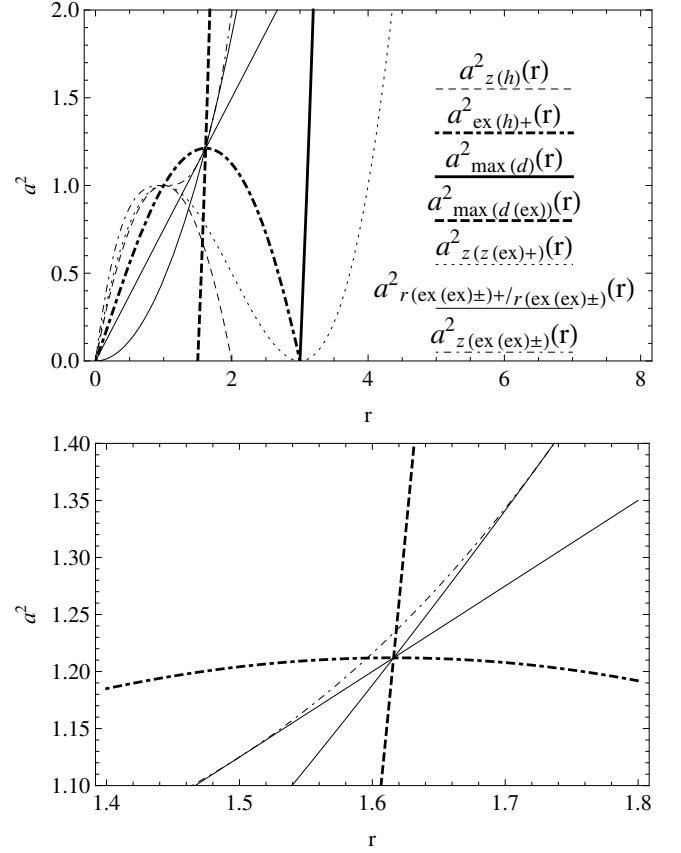 2.0
1.5
1.0
0.5
0.0
a²
0 2 4 6 8
r
a²z(h)(r)
a²ex(h)+(r)
a²max(d)(r)
a²max(d(ex))(r)
a²z(z(ex)+)(r)
a²r(ex(ex)±)+/r(ex(ex)±)(r)
a²z(ex(ex)±)(r)
1.40
1.35
1.30
1.25
1.20
1.15
1.10
a²
1.4 1.5 1.6 1.7 1.8
r